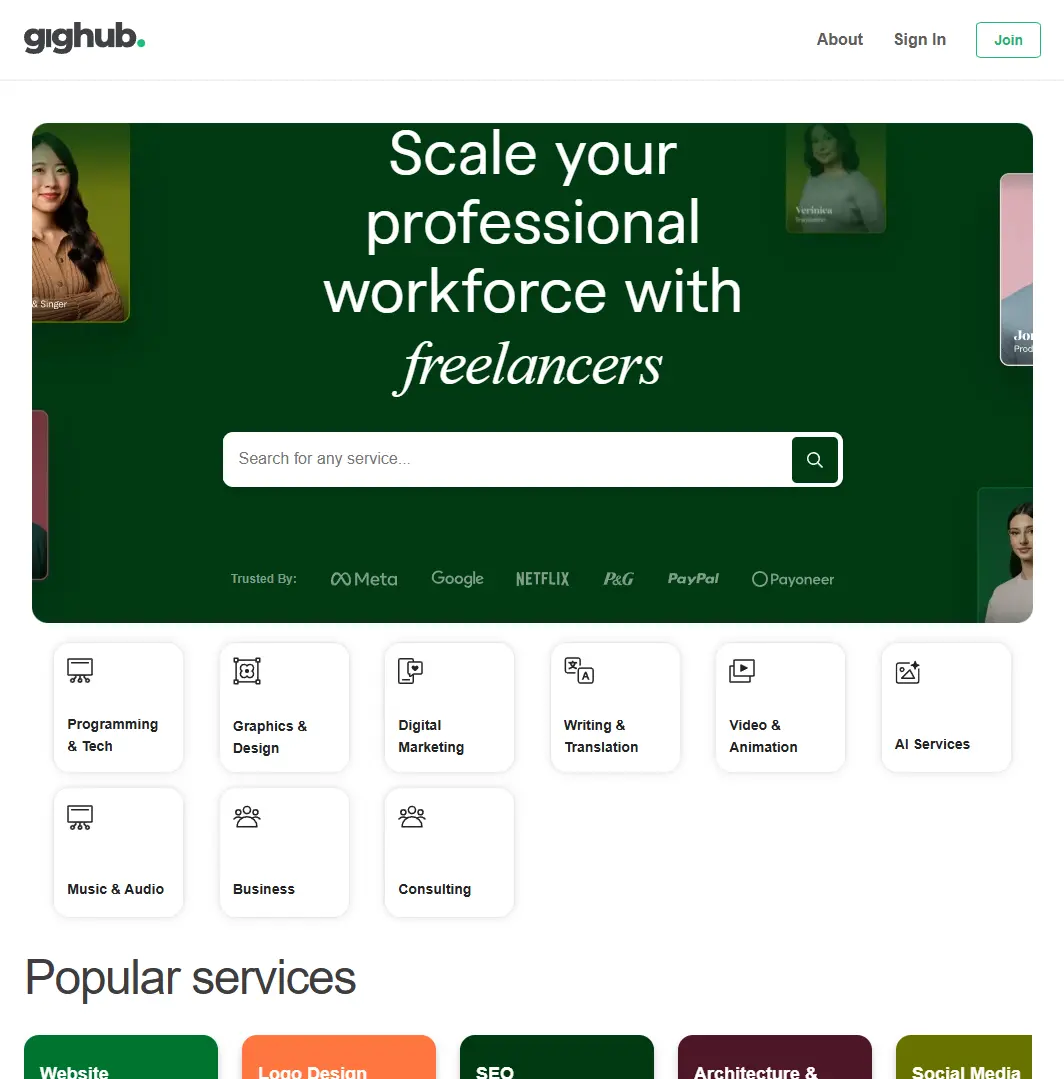 gighub.
About
Sign In
Join
Scale your
professional
workforce with
freelancers
& Singer
Verinica
Jor
Prod
Search for any service...
Trusted By:
Meta
Google
NETFLIX
P&G
PayPal
Payoneer
Programming
& Tech
Graphics &
Design
Digital
Marketing
Writing &
Translation
Video &
Animation
AI Services
Music & Audio
Business
Consulting
Popular services
Website
Logo Design
SEO
Architecture &
Social Media